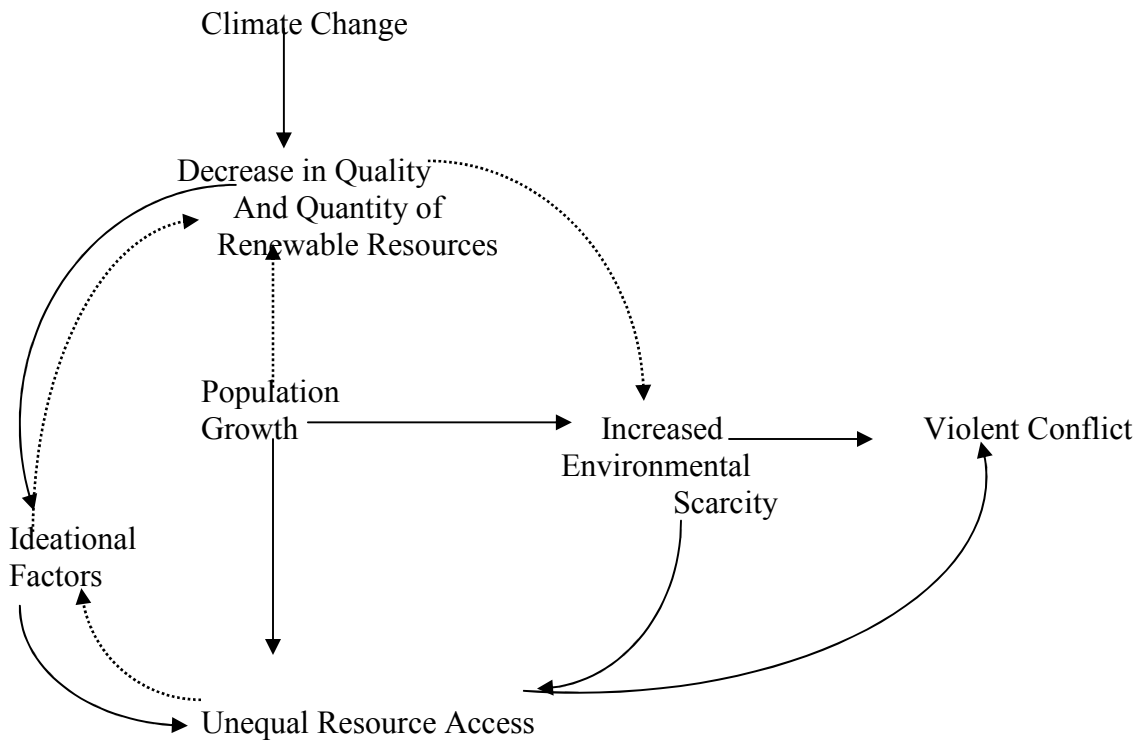 Climate Change
Decrease in Quality
And Quantity of
Renewable Resources
Population
Growth
Increased
Environmental
Scarcity
Violent Conflict
Ideational
Factors
Unequal Resource Access